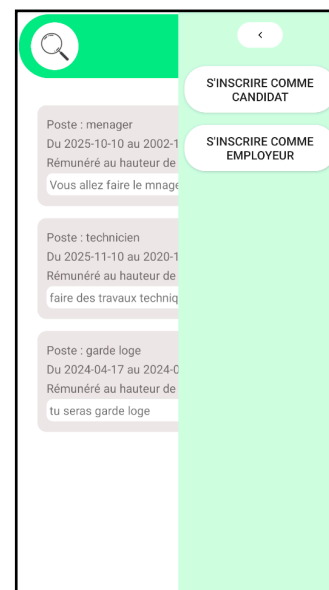 <
S'INSCRIRE COMME
CANDIDAT
S'INSCRIRE COMME
EMPLOYEUR
Poste : menager
Du 2025-10-10 au 2002-1
Rémunéré au hauteur de
Vous allez faire le mnage
Poste : technicien
Du 2025-11-10 au 2020-1
Rémunéré au hauteur de
faire des travaux techniq
Poste : garde loge
Du 2024-04-17 au 2024-0
Rémunéré au hauteur de
tu seras garde loge